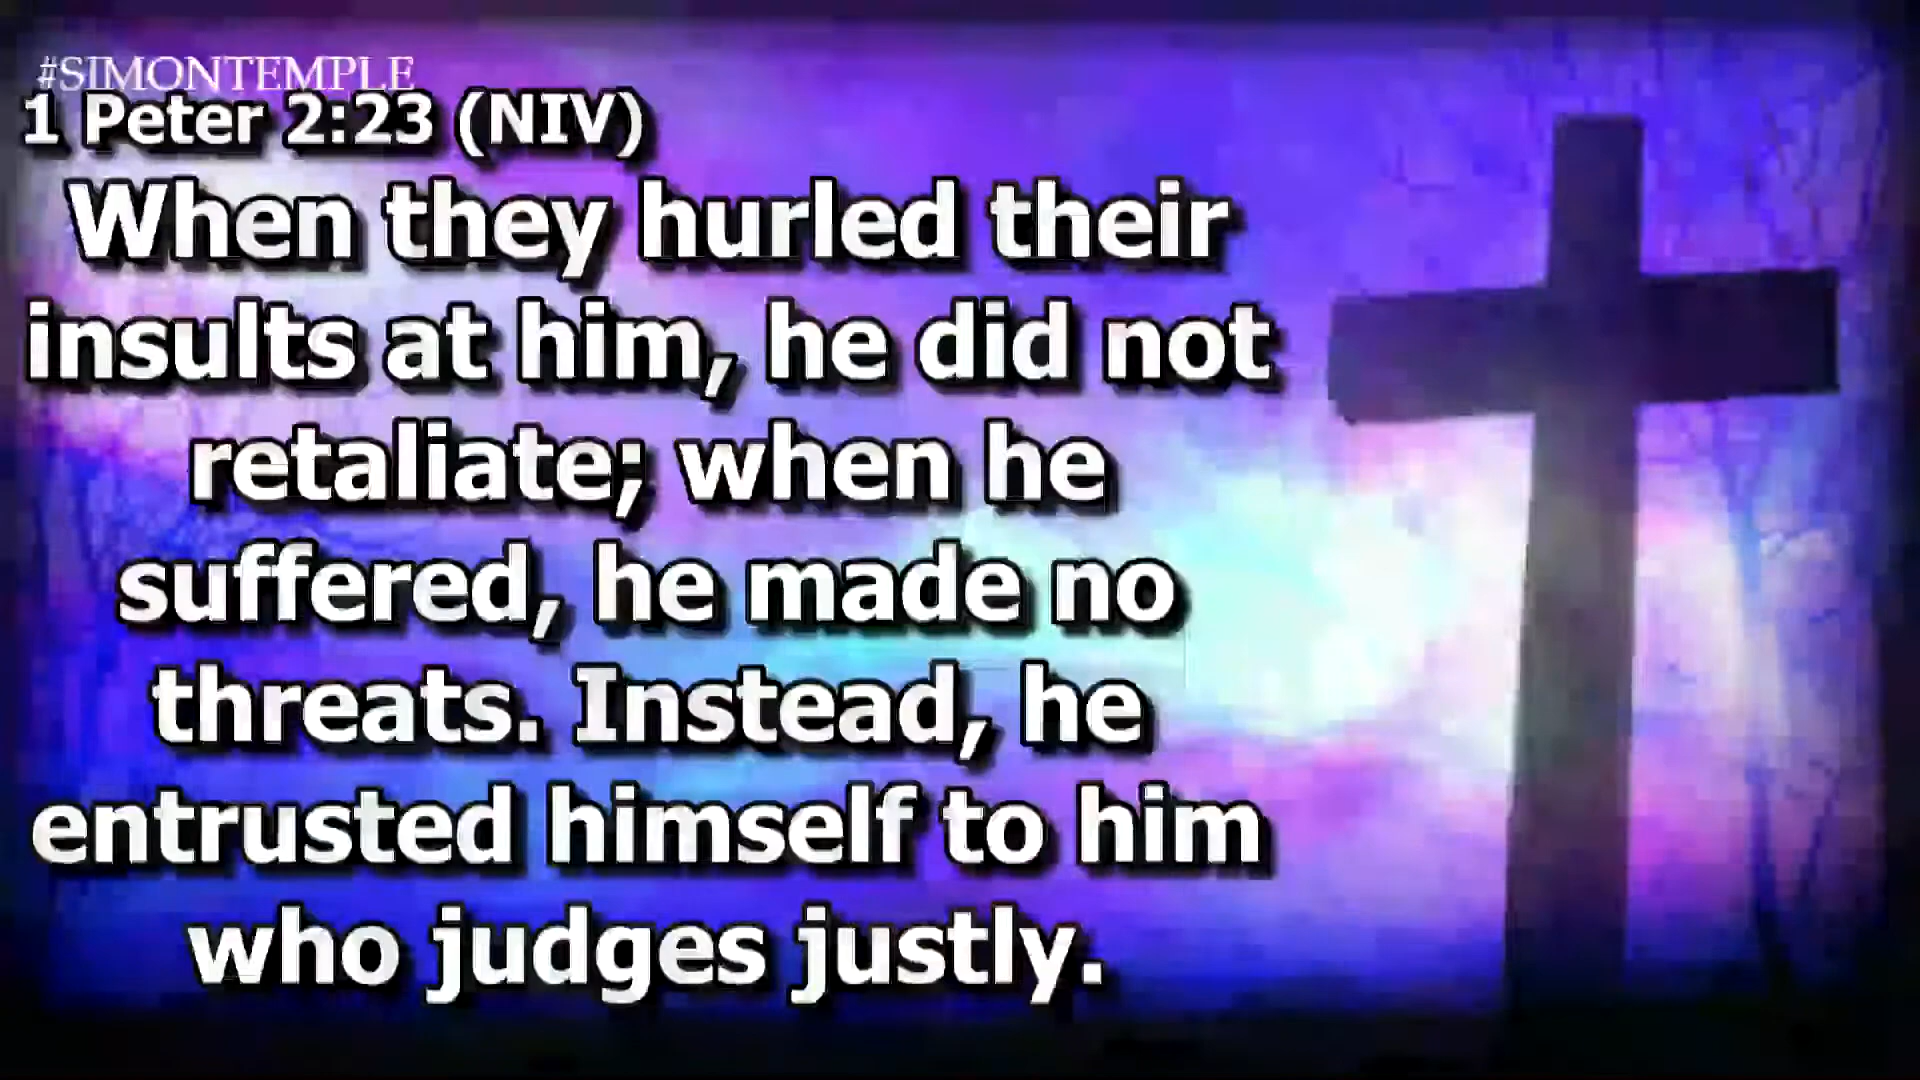 #SIMONTEMPLE
1 Peter 2:23 (NIV)
When they hurled their
insults at him, he did not
retaliate; when he
suffered, he made no
threats. Instead, he
entrusted himself to him
who judges justly.